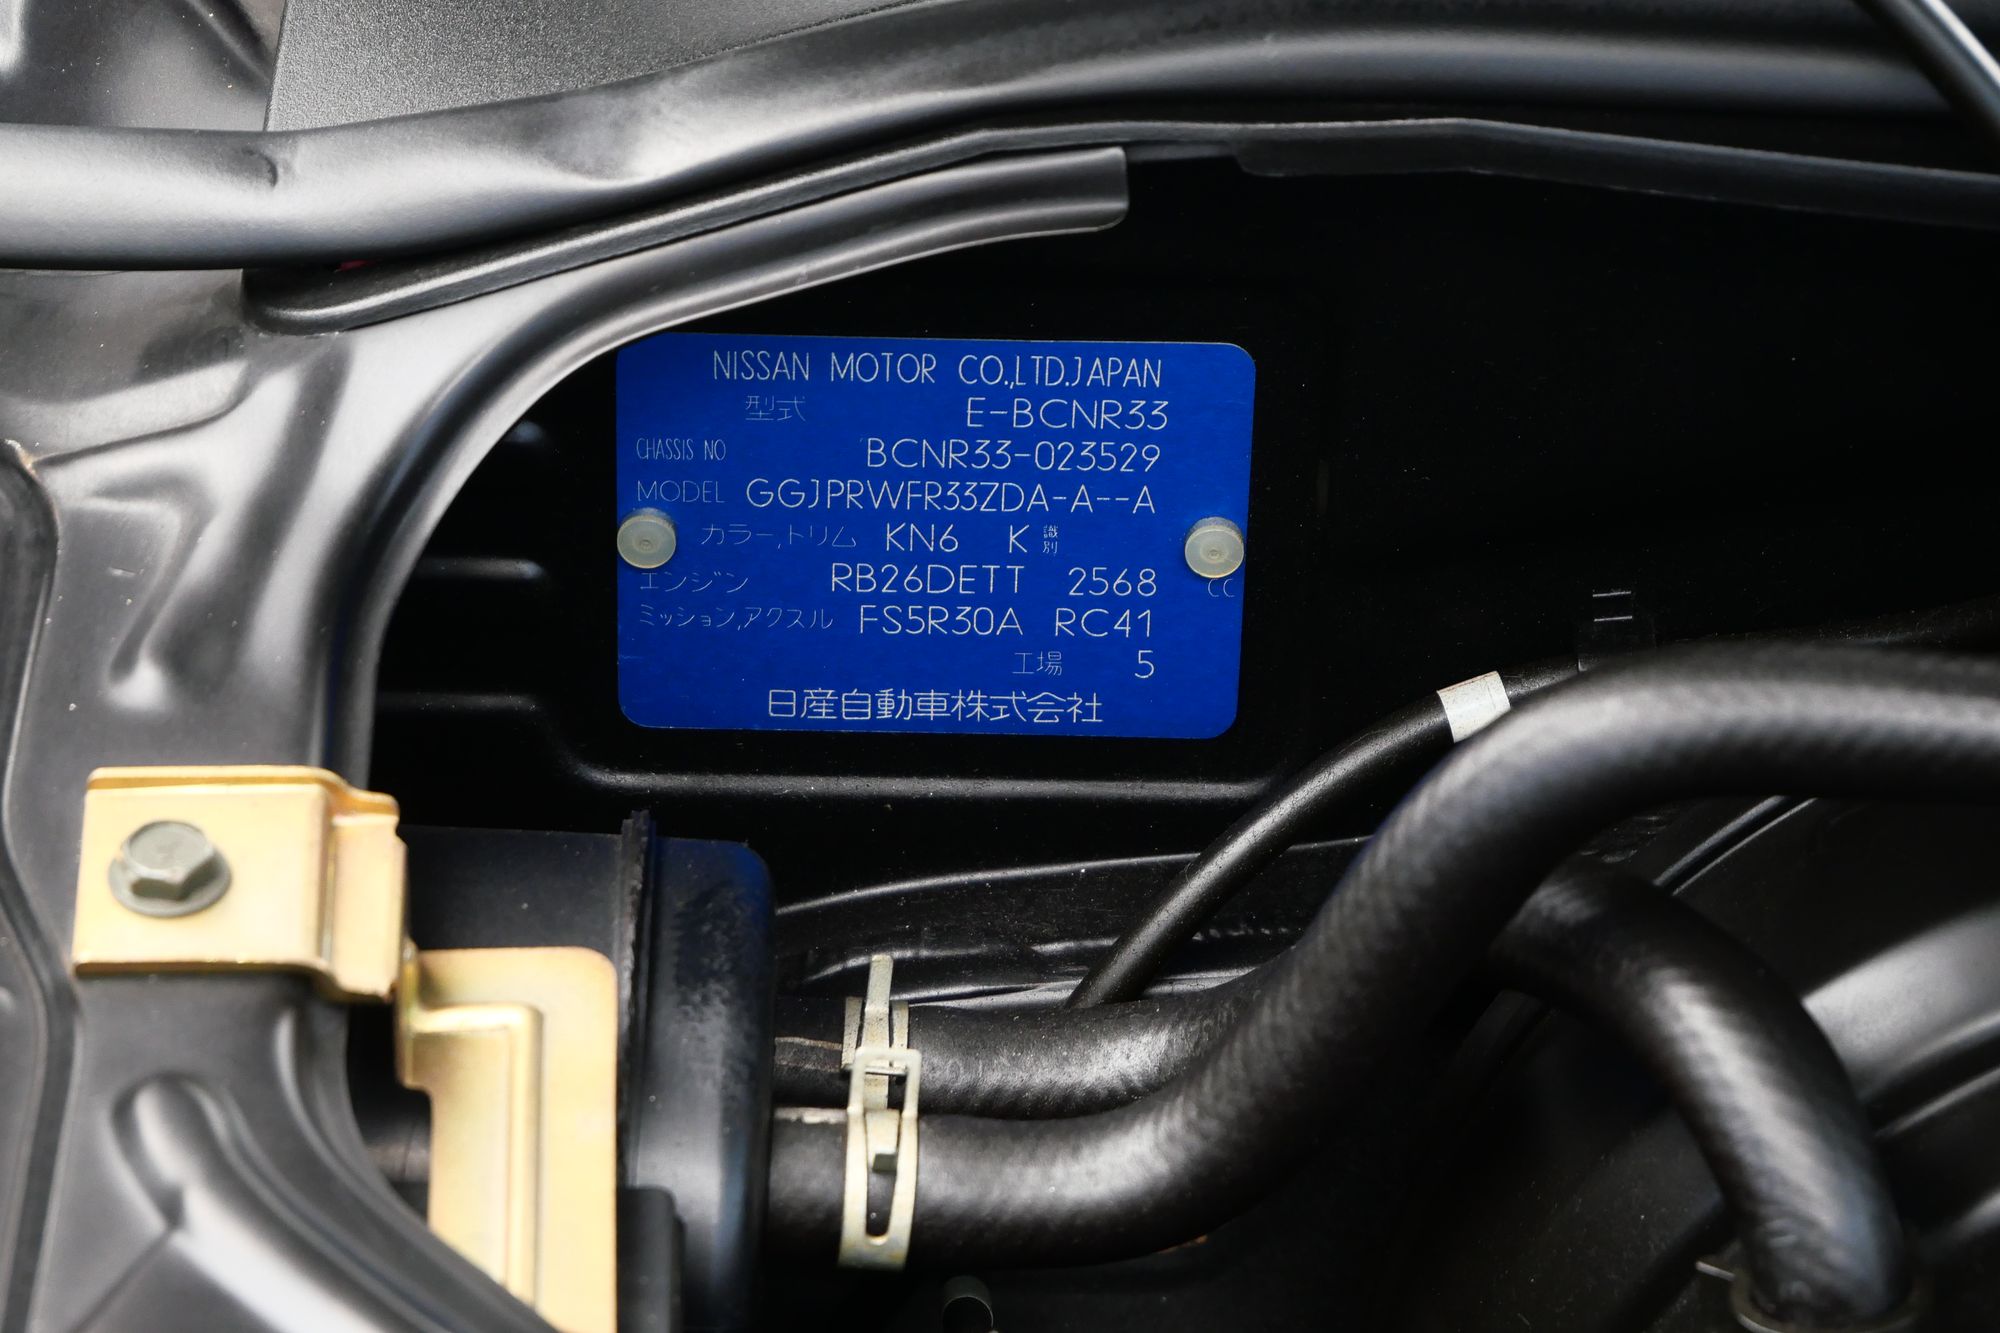 NISSAN MOTOR CO.,LTD.JAPAN
型式 E-BCNR33
CHASSIS NO BCNR33-023529
MODEL GGJPRWFR33ZDA-A--A
カラー,トリム KN6 K 識別
エンジン RB26DETT 2568 CC
ミッション,アクスル FS5R30A RC41
工場 5
日産自動車株式会社